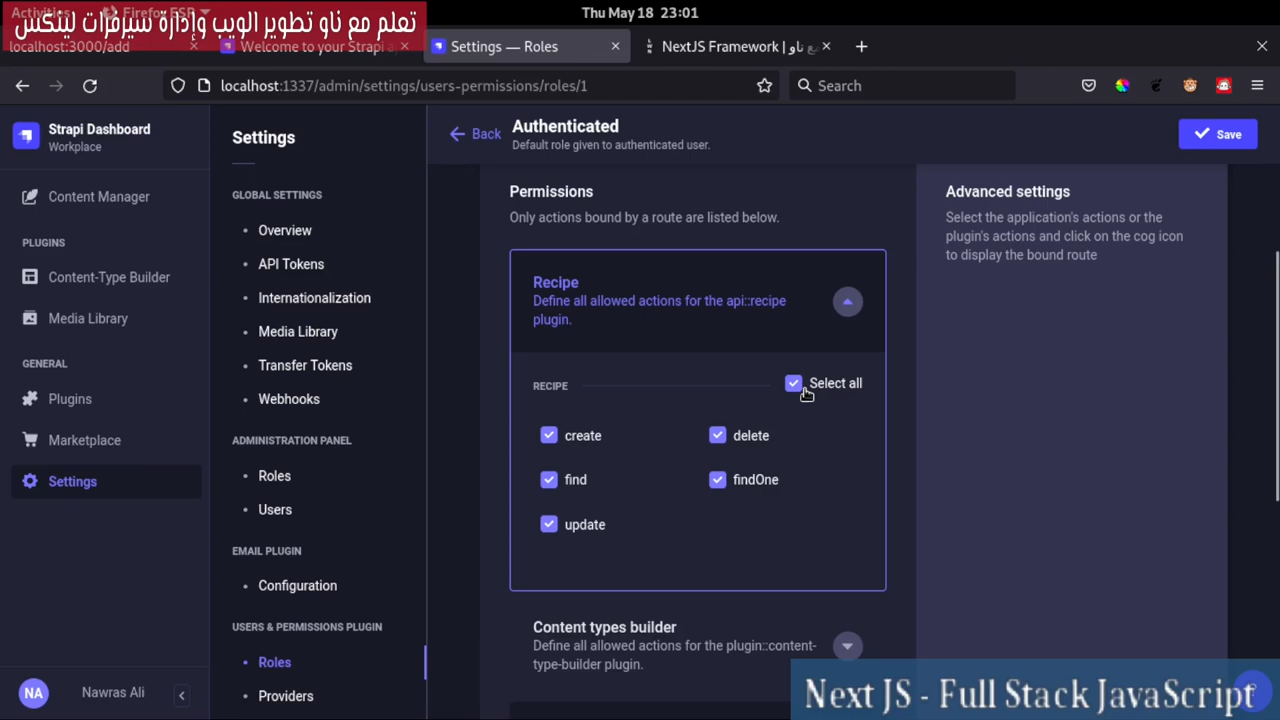 Activities
Firefox ESR
Thu May 18 23:01
تعلم مع ناو تطوير الويب وإدارة سيرفرات لينكس
localhost:3000/add
Welcome to your Strapi a
Settings — Roles
NextJS Framework | مع ناو
localhost:1337/admin/settings/users-permissions/roles/1
Search
Strapi Dashboard
Workplace
Content Manager
PLUGINS
Content-Type Builder
Media Library
GENERAL
Plugins
Marketplace
Settings
NA
Nawras Ali
Settings
GLOBAL SETTINGS
Overview
API Tokens
Internationalization
Media Library
Transfer Tokens
Webhooks
ADMINISTRATION PANEL
Roles
Users
EMAIL PLUGIN
Configuration
USERS & PERMISSIONS PLUGIN
Roles
Providers
Back
Authenticated
Default role given to authenticated user.
Save
Permissions
Only actions bound by a route are listed below.
Recipe
Define all allowed actions for the api::recipe
plugin.
RECIPE
Select all
create
delete
find
findOne
update
Content types builder
Define all allowed actions for the plugin::content-
type-builder plugin.
Advanced settings
Select the application's actions or the
plugin's actions and click on the cog icon
to display the bound route
Next JS - Full Stack JavaScript